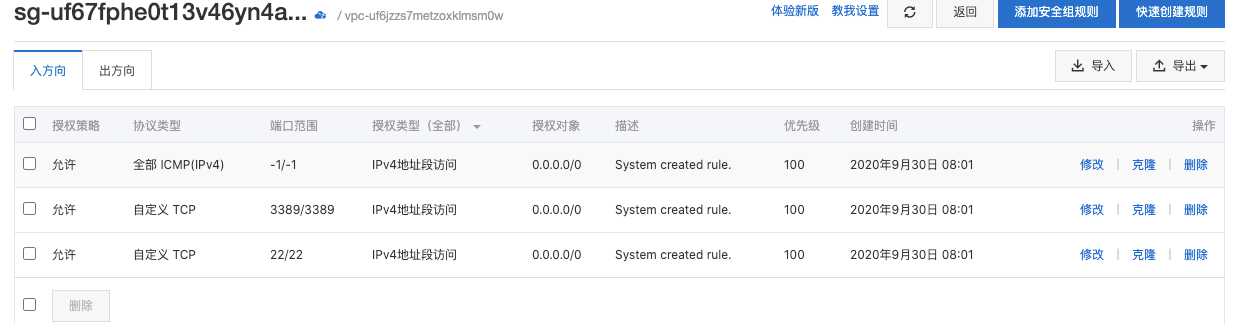 sg-uf67fphe0t13v46yn4a... / vpc-uf6jzzs7metzoxklmsm0w 体验新版 教我设置 返回 添加安全组规则 快速创建规则
入方向 出方向 导入 导出
授权策略 协议类型 端口范围 授权类型（全部） 授权对象 描述 优先级 创建时间 操作
允许 全部 ICMP(IPv4) -1/-1 IPv4地址段访问 0.0.0.0/0 System created rule. 100 2020年9月30日 08:01 修改 | 克隆 | 删除
允许 自定义 TCP 3389/3389 IPv4地址段访问 0.0.0.0/0 System created rule. 100 2020年9月30日 08:01 修改 | 克隆 | 删除
允许 自定义 TCP 22/22 IPv4地址段访问 0.0.0.0/0 System created rule. 100 2020年9月30日 08:01 修改 | 克隆 | 删除
删除